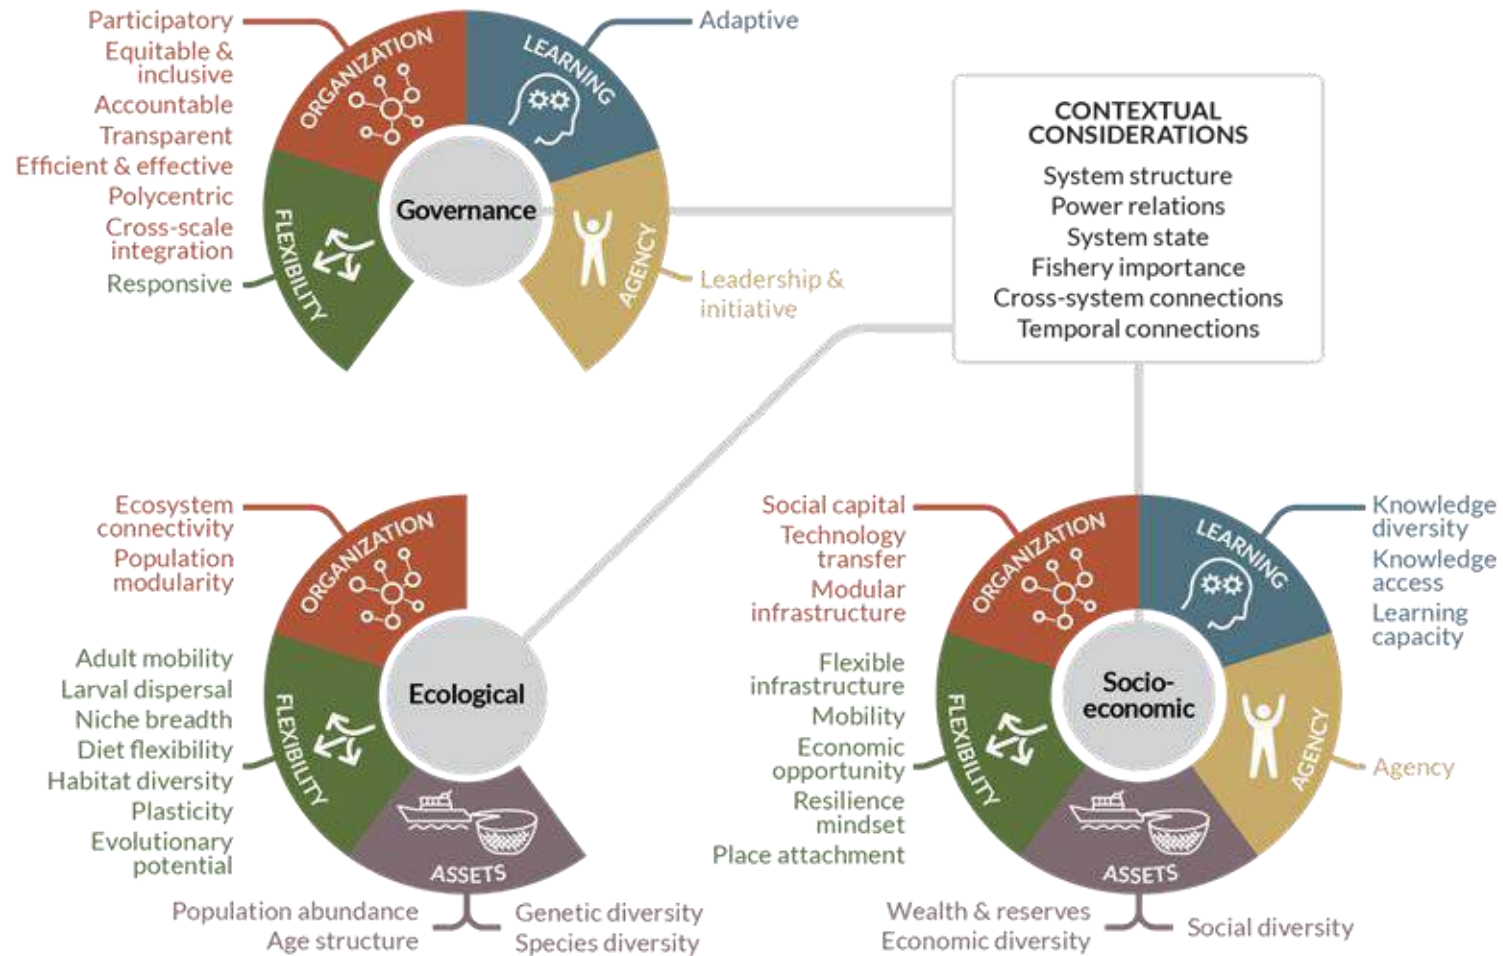 Participatory
Equitable &
inclusive
Accountable
Transparent
Efficient & effective
Polycentric
Cross-scale
integration
Responsive
ORGANIZATION
LEARNING
FLEXIBILITY
AGENCY
Governance
Adaptive
Leadership &
initiative
CONTEXTUAL
CONSIDERATIONS
System structure
Power relations
System state
Fishery importance
Cross-system connections
Temporal connections
Ecosystem
connectivity
Population
modularity
Adult mobility
Larval dispersal
Niche breadth
Diet flexibility
Habitat diversity
Plasticity
Evolutionary
potential
ORGANIZATION
FLEXIBILITY
ASSETS
Ecological
Population abundance
Age structure
Genetic diversity
Species diversity
Social capital
Technology
transfer
Modular
infrastructure
Flexible
infrastructure
Mobility
Economic
opportunity
Resilience
mindset
Place attachment
ORGANIZATION
LEARNING
FLEXIBILITY
AGENCY
ASSETS
Socio-
economic
Knowledge
diversity
Knowledge
access
Learning
capacity
Agency
Wealth & reserves
Economic diversity
Social diversity